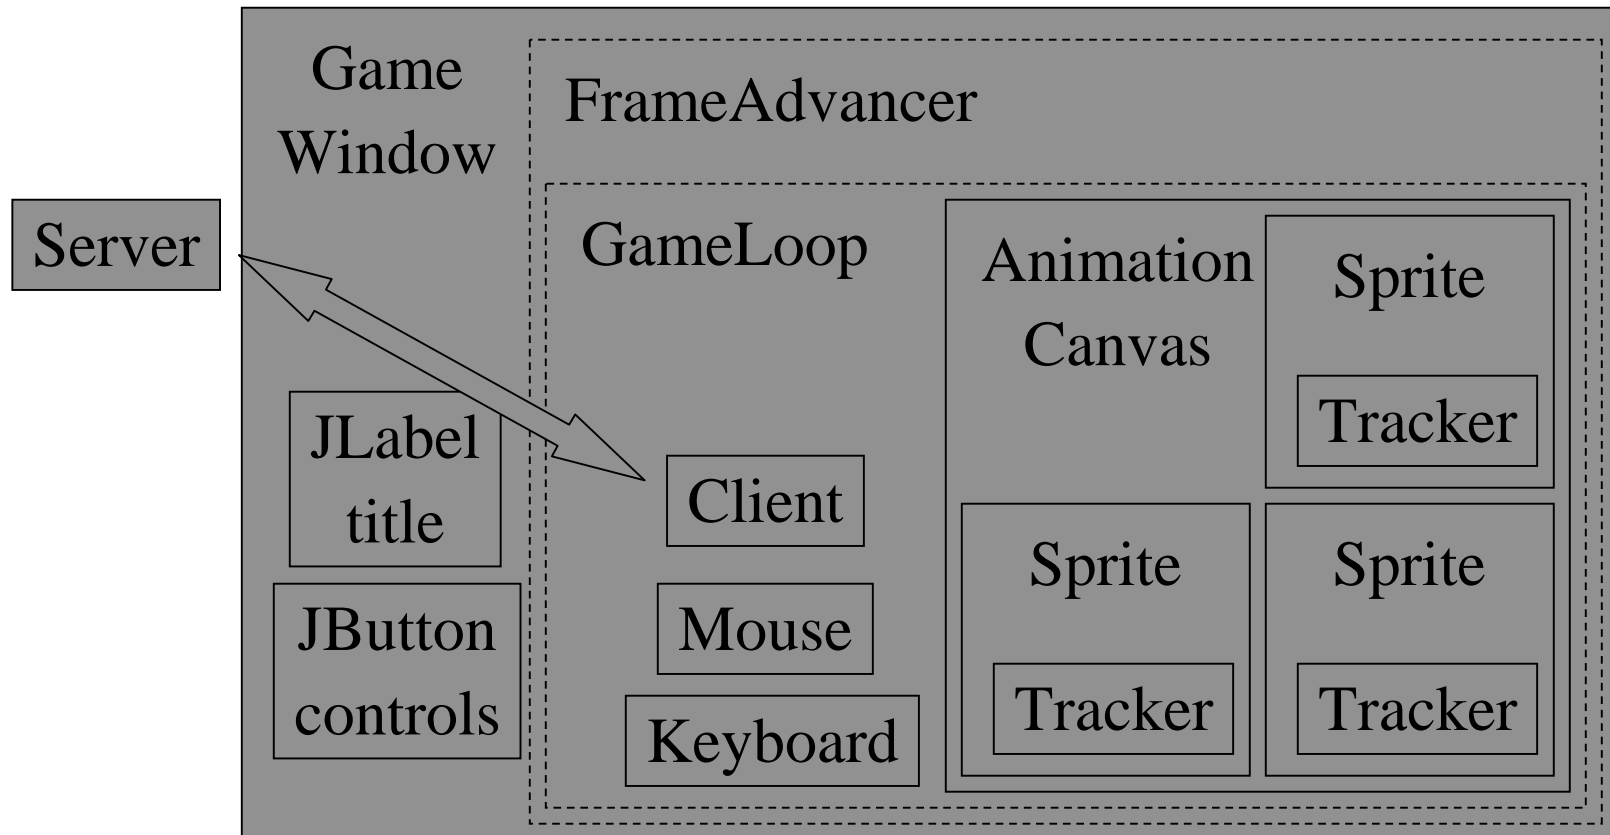 Game
Window
FrameAdvancer
Server
GameLoop
Animation
Canvas
Sprite
Tracker
JLabel
title
Client
Sprite
Sprite
JButton
controls
Mouse
Tracker
Tracker
Keyboard